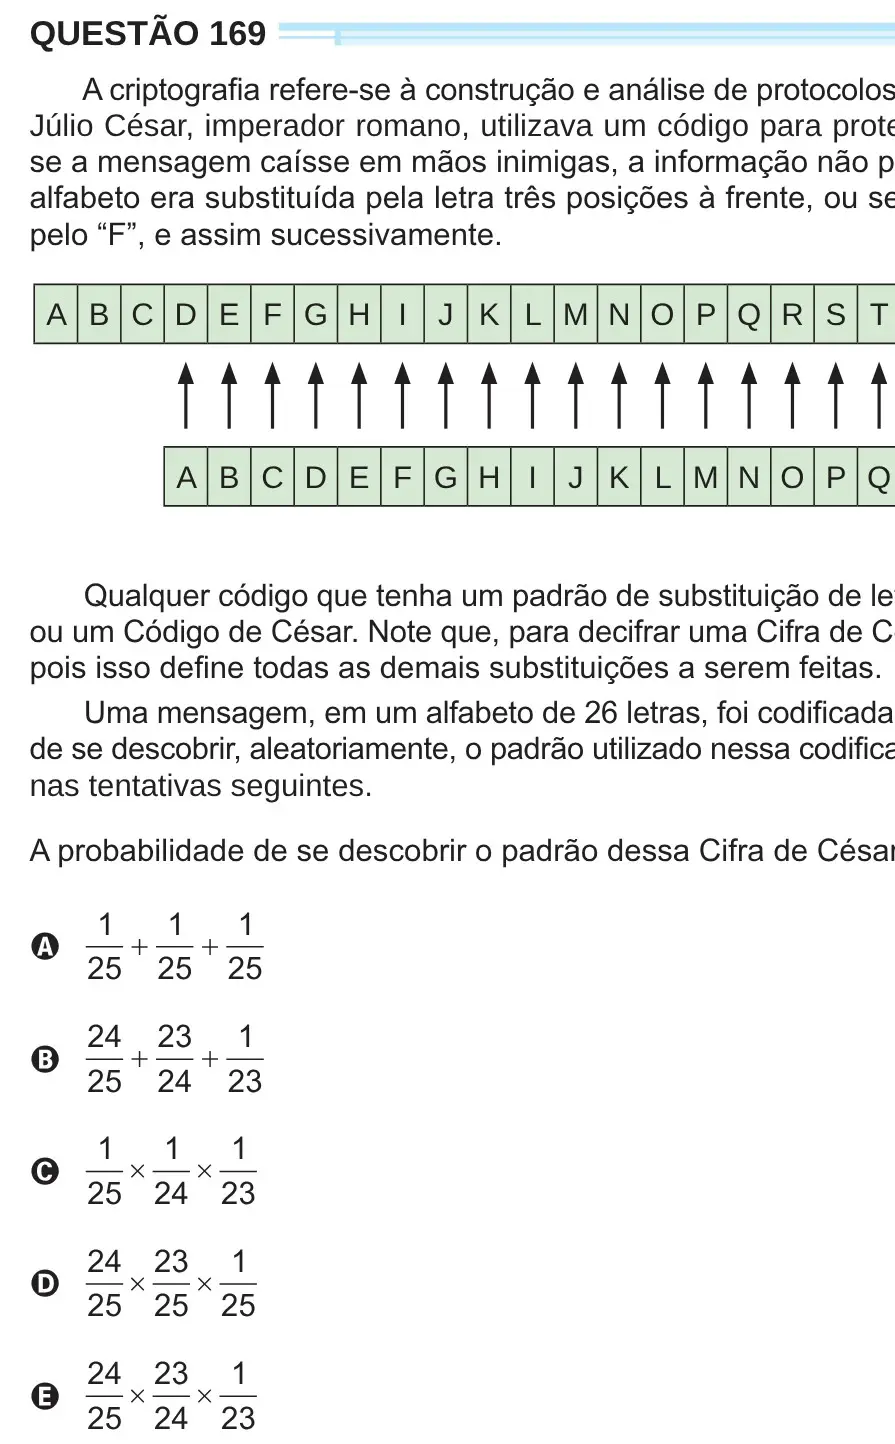 QUESTÃO 169
A criptografia refere-se à construção e análise de protocolos
Júlio César, imperador romano, utilizava um código para prote
se a mensagem caísse em mãos inimigas, a informação não p
alfabeto era substituída pela letra três posições à frente, ou se
pelo “F”, e assim sucessivamente.
A B C D E F G H I J K L M N O P Q R S T
A B C D E F G H I J K L M N O P Q
Qualquer código que tenha um padrão de substituição de le
ou um Código de César. Note que, para decifrar uma Cifra de C
pois isso define todas as demais substituições a serem feitas.
Uma mensagem, em um alfabeto de 26 letras, foi codificada
de se descobrir, aleatoriamente, o padrão utilizado nessa codifica
nas tentativas seguintes.
A probabilidade de se descobrir o padrão dessa Cifra de César
A 1/25 + 1/25 + 1/25
B 24/25 + 23/24 + 1/23
C 1/25 × 1/24 × 1/23
D 24/25 × 23/25 × 1/25
E 24/25 × 23/24 × 1/23